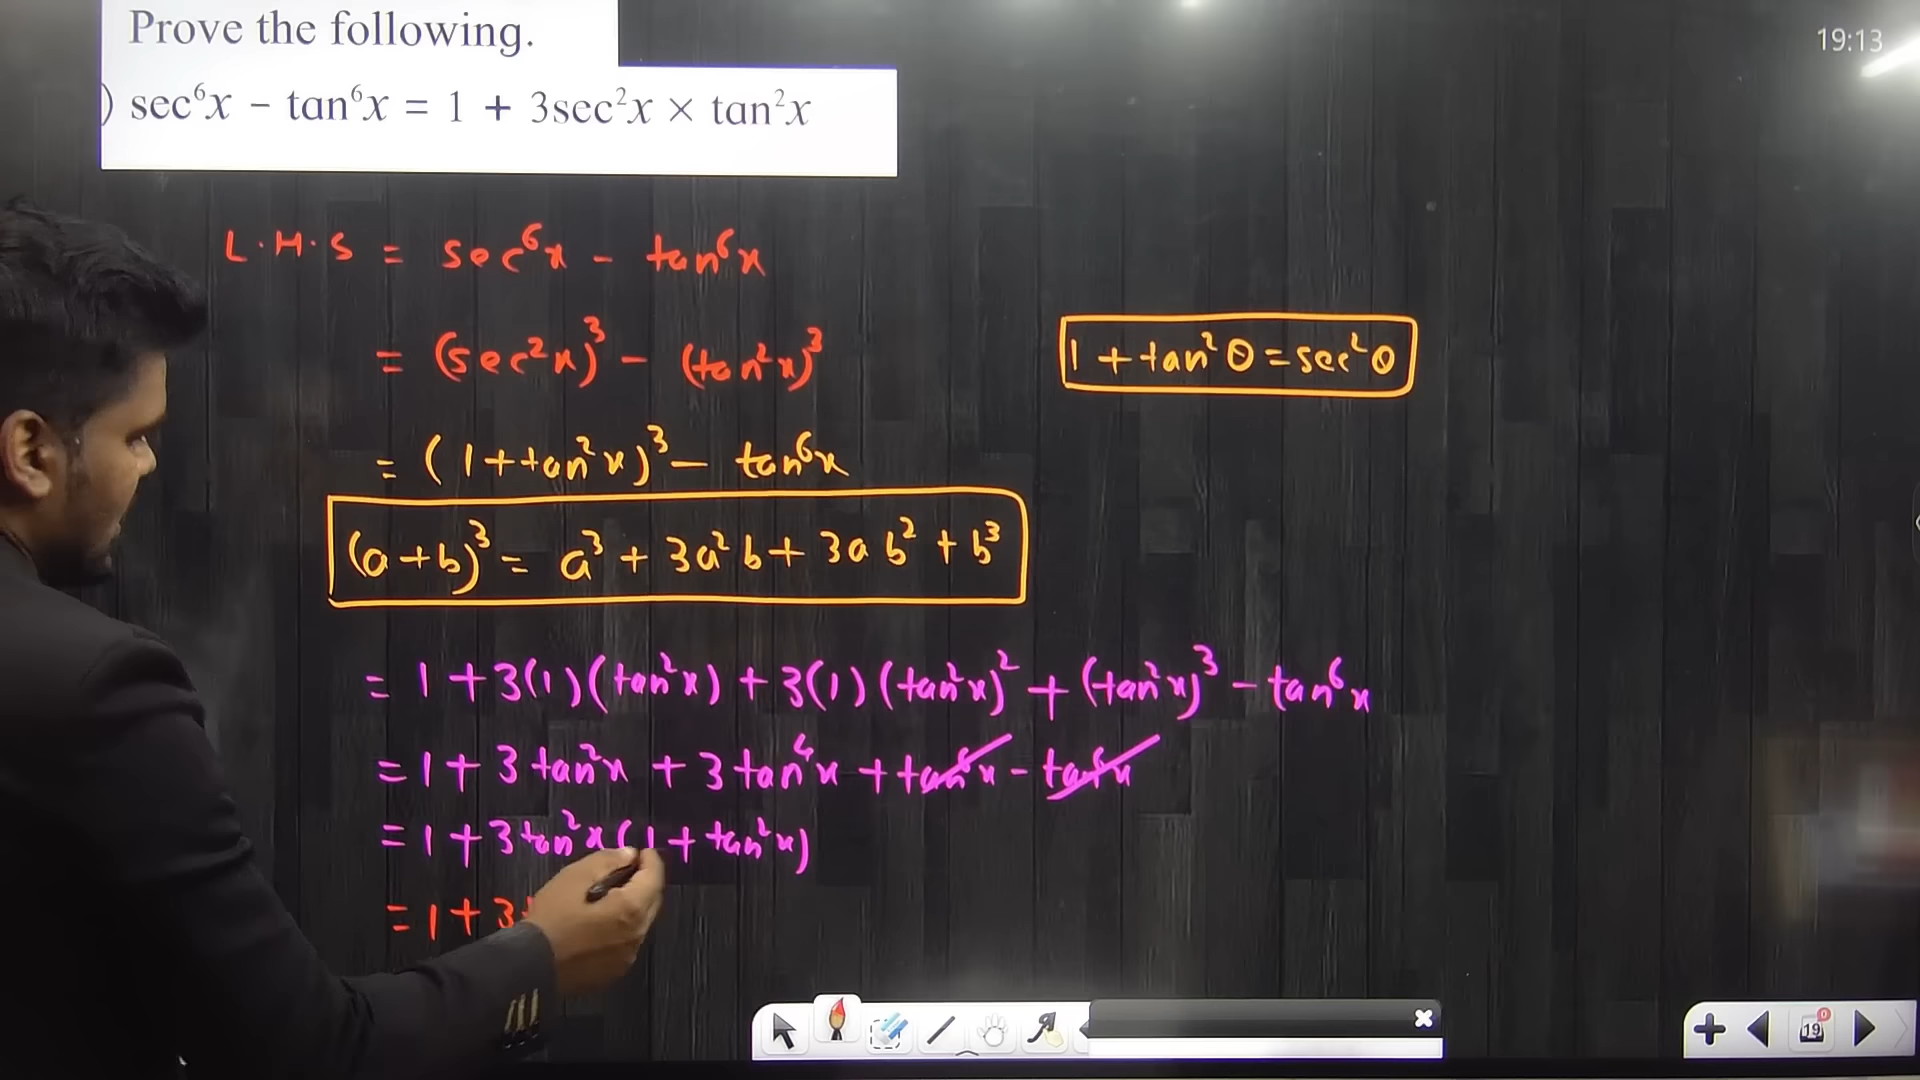 Prove the following.
19:13
) sec⁶x − tan⁶x = 1 + 3sec²x × tan²x
L.H.S = sec⁶x − tan⁶x
= (sec²x)³ − (tan²x)³
1 + tan²θ = sec²θ
= (1 + tan²x)³ − tan⁶x
(a+b)³ = a³ + 3a²b + 3ab² + b³
= 1 + 3(1)(tan²x) + 3(1)(tan²x)² + (tan²x)³ − tan⁶x
= 1 + 3tan²x + 3tan⁴x + tan⁶x − tan⁶x
= 1 + 3tan²x(1 + tan²x)
= 1 + 3
19
0